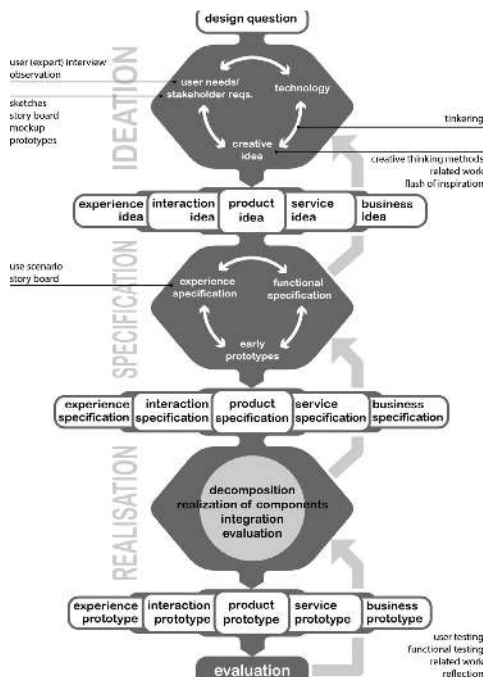 design question
user (expert) interview
observation
sketches
story board
mockup
prototypes
IDEATION
user needs/
stakeholder reqs.
technology
creative
idea
tinkering
creative thinking methods
related work
flash of inspiration
experience
idea
interaction
idea
product
idea
service
idea
business
idea
use scenario
story board
SPECIFICATION
experience
specification
functional
specification
early
prototypes
experience
specification
interaction
specification
product
specification
service
specification
business
specification
REALISATION
decomposition
realization of components
integration
evaluation
experience
prototype
interaction
prototype
product
prototype
service
prototype
business
prototype
evaluation
user testing
functional testing
related work
reflection